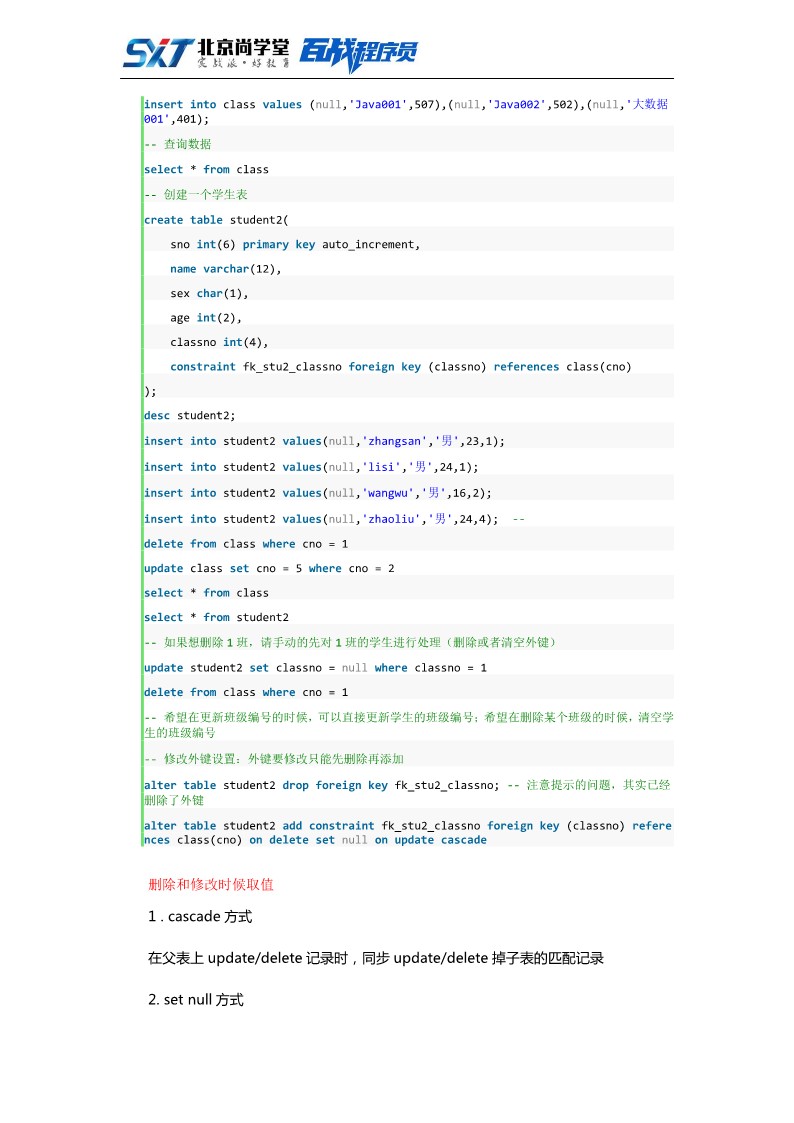 SXT 北京尚学堂 百战程序员
实战派·好教育
insert into class values (null,'Java001',507),(null,'Java002',502),(null,'大数据
001',401);
-- 查询数据
select * from class
-- 创建一个学生表
create table student2(
sno int(6) primary key auto_increment,
name varchar(12),
sex char(1),
age int(2),
classno int(4),
constraint fk_stu2_classno foreign key (classno) references class(cno)
);
desc student2;
insert into student2 values(null,'zhangsan','男',23,1);
insert into student2 values(null,'lisi','男',24,1);
insert into student2 values(null,'wangwu','男',16,2);
insert into student2 values(null,'zhaoliu','男',24,4);  --
delete from class where cno = 1
update class set cno = 5 where cno = 2
select * from class
select * from student2
-- 如果想删除 1 班，请手动的先对 1 班的学生进行处理（删除或者清空外键）
update student2 set classno = null where classno = 1
delete from class where cno = 1
-- 希望在更新班级编号的时候，可以直接更新学生的班级编号；希望在删除某个班级的时候，清空学
生的班级编号
-- 修改外键设置：外键要修改只能先删除再添加
alter table student2 drop foreign key fk_stu2_classno; -- 注意提示的问题，其实已经
删除了外键
alter table student2 add constraint fk_stu2_classno foreign key (classno) refere
nces class(cno) on delete set null on update cascade
删除和修改时候取值
1 . cascade 方式
在父表上 update/delete 记录时，同步 update/delete 掉子表的匹配记录
2. set null 方式